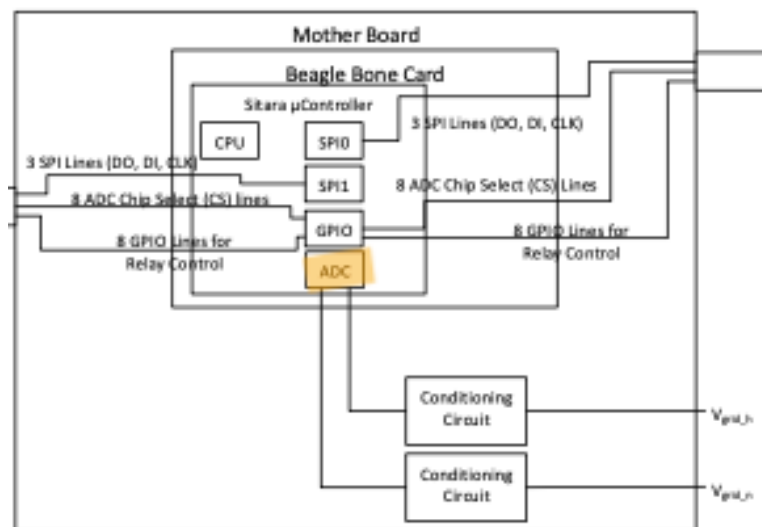 Mother Board
Beagle Bone Card
Sitara µController
CPU
SPI0
3 SPI Lines (DO, DI, CLK)
3 SPI Lines (DO, DI, CLK)
SPI1
8 ADC Chip Select (CS) Lines
8 ADC Chip Select (CS) lines
GPIO
8 GPIO Lines for
Relay Control
8 GPIO Lines for
Relay Control
ADC
Conditioning
Circuit
Vgrid_h
Conditioning
Circuit
Vgrid_n